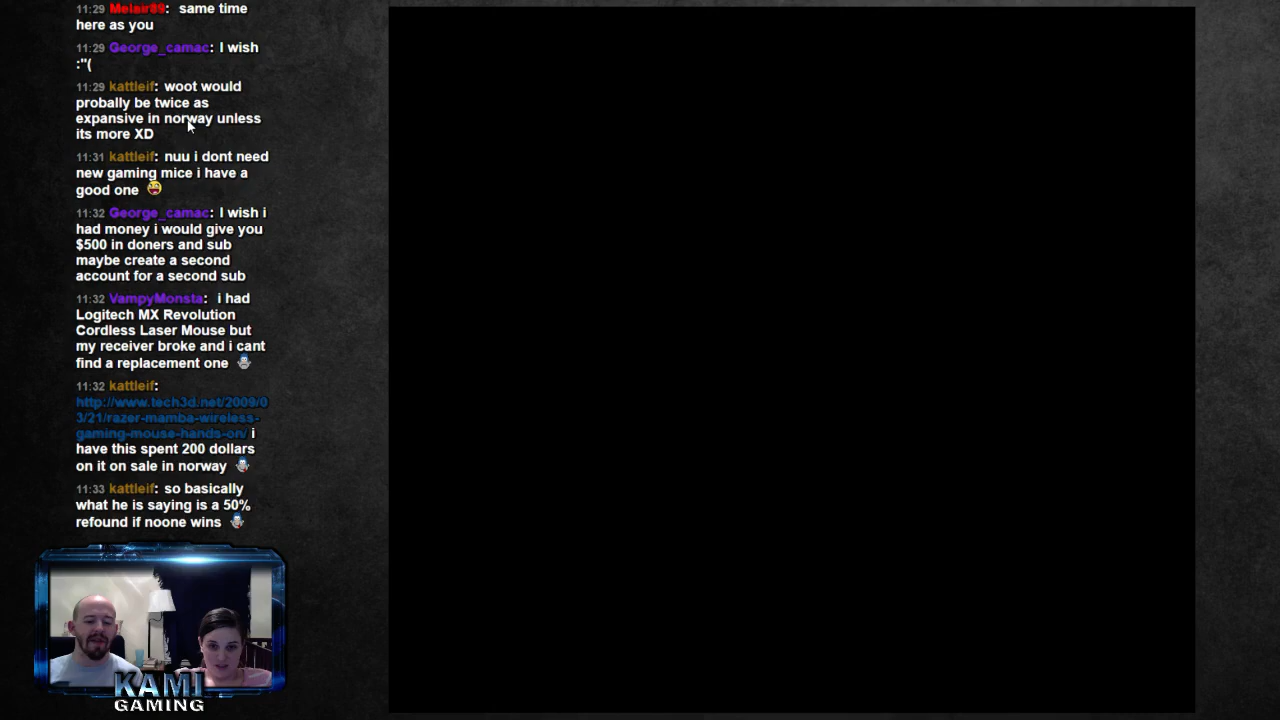 11:29 Melair89: same time
here as you
11:29 George_camac: I wish
:"(
11:29 kattleif: woot would
probally be twice as
expansive in norway unless
its more XD
11:31 kattleif: nuu i dont need
new gaming mice i have a
good one
11:32 George_camac: I wish i
had money i would give you
$500 in doners and sub
maybe create a second
account for a second sub
11:32 VampyMonsta: i had
Logitech MX Revolution
Cordless Laser Mouse but
my receiver broke and i cant
find a replacement one
11:32 kattleif:
http://www.tech3d.net/2009/0
3/21/razer-mamba-wireless-
gaming-mouse-hands-on/ i
have this spent 200 dollars
on it on sale in norway
11:33 kattleif: so basically
what he is saying is a 50%
refound if noone wins
KAMI
GAMING